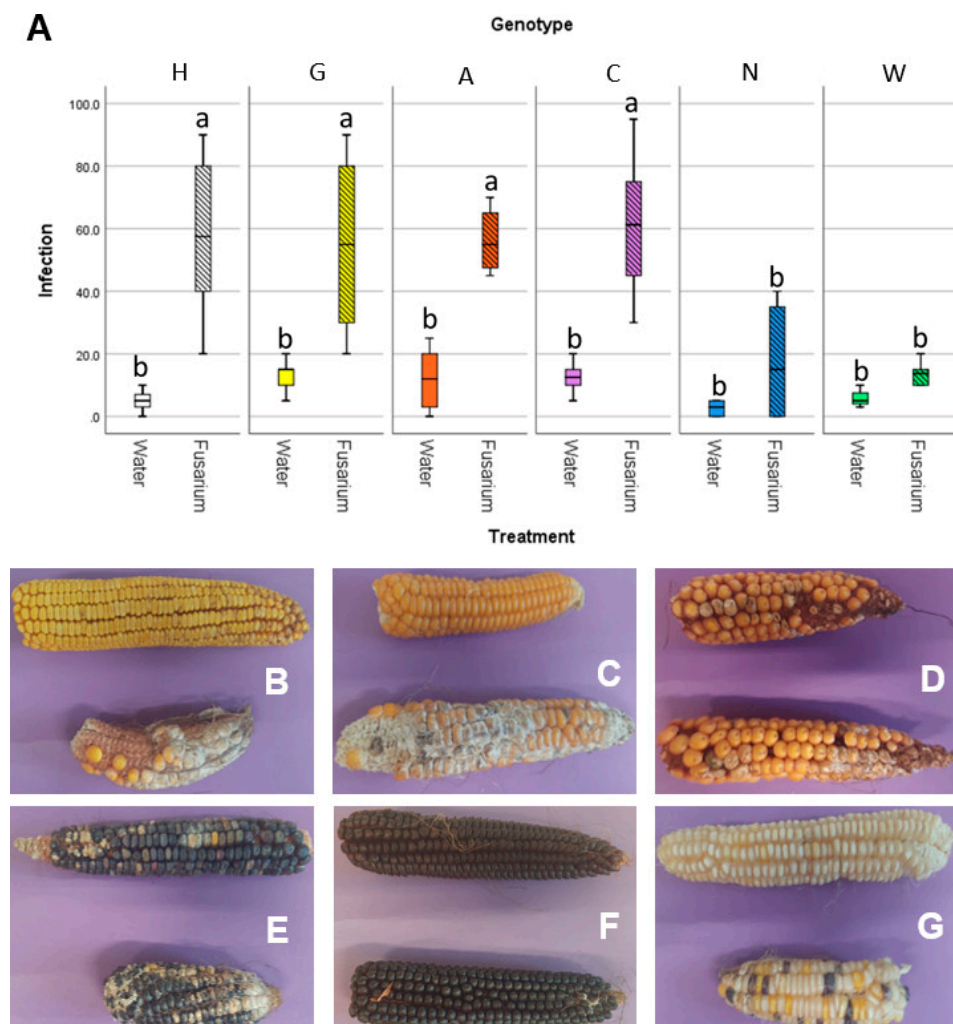 A
Genotype
H G A C N W
100.0
80.0
60.0
40.0
20.0
.0
Infection
b a b a b a b a b b b b
Water Fusarium Water Fusarium Water Fusarium Water Fusarium Water Fusarium Water Fusarium
Treatment
B C D
E F G